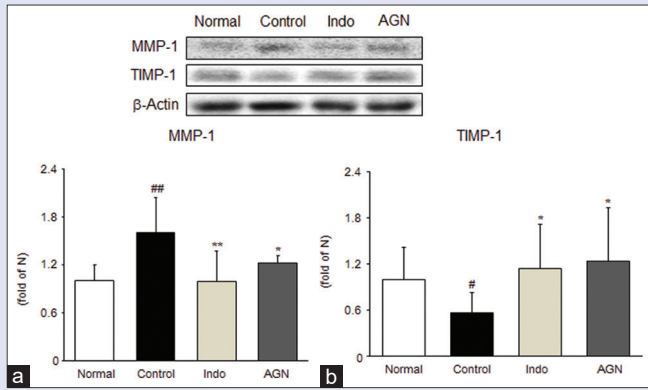 Normal Control Indo AGN
MMP-1
TIMP-1
β-Actin
MMP-1
2.4
1.8
1.2
0.6
0
(fold of N)
##
**
*
Normal Control Indo AGN
a
TIMP-1
2.4
1.8
1.2
0.6
0
(fold of N)
#
*
*
Normal Control Indo AGN
b